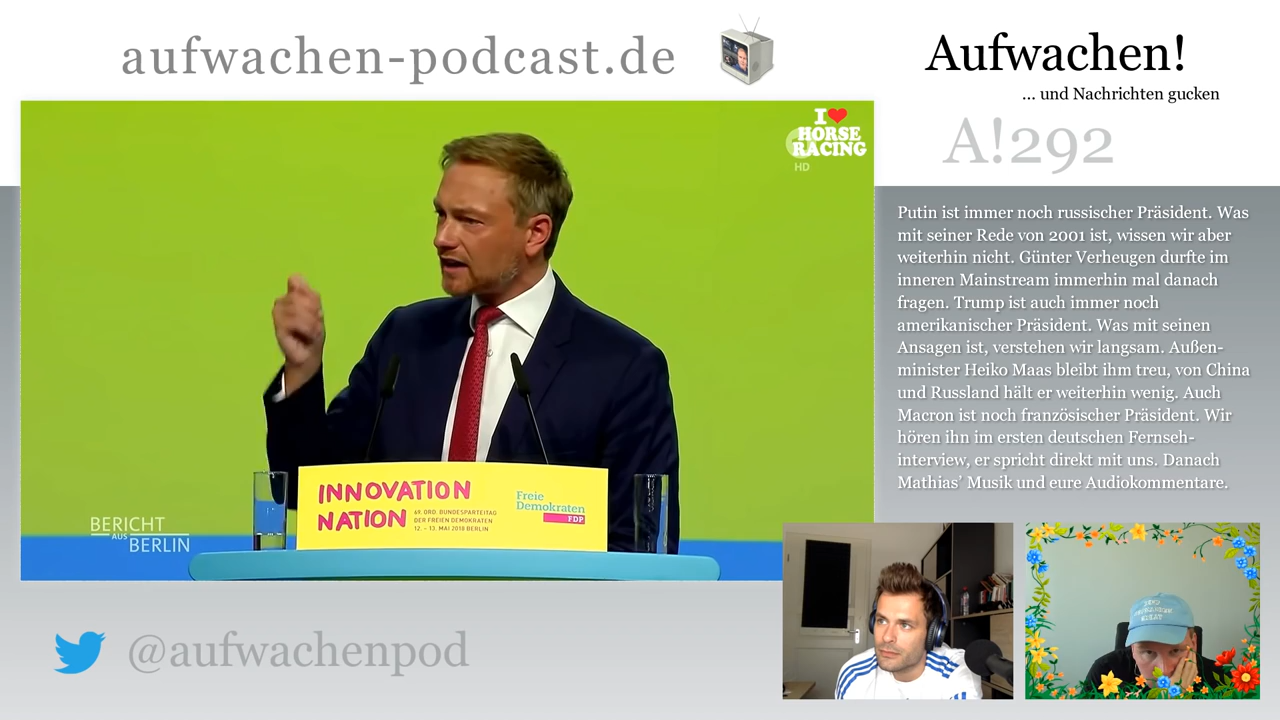 aufwachen-podcast.de
Aufwachen!
... und Nachrichten gucken
A!292
I
HORSE
RACING
HD
Putin ist immer noch russischer Präsident. Was
mit seiner Rede von 2001 ist, wissen wir aber
weiterhin nicht. Günter Verheugen durfte im
inneren Mainstream immerhin mal danach
fragen. Trump ist auch immer noch
amerikanischer Präsident. Was mit seinen
Ansagen ist, verstehen wir langsam. Außen-
minister Heiko Maas bleibt ihm treu, von China
und Russland hält er weiterhin wenig. Auch
Macron ist noch französischer Präsident. Wir
hören ihn im ersten deutschen Fernseh-
interview, er spricht direkt mit uns. Danach
Mathias’ Musik und eure Audiokommentare.
INNOVATION
NATION
69. ORD. BUNDESPARTEITAG
DER FREIEN DEMOKRATEN
12. – 13. MAI 2018 BERLIN
Freie
Demokraten
FDP
BERICHT
AUS
BERLIN
@aufwachenpod